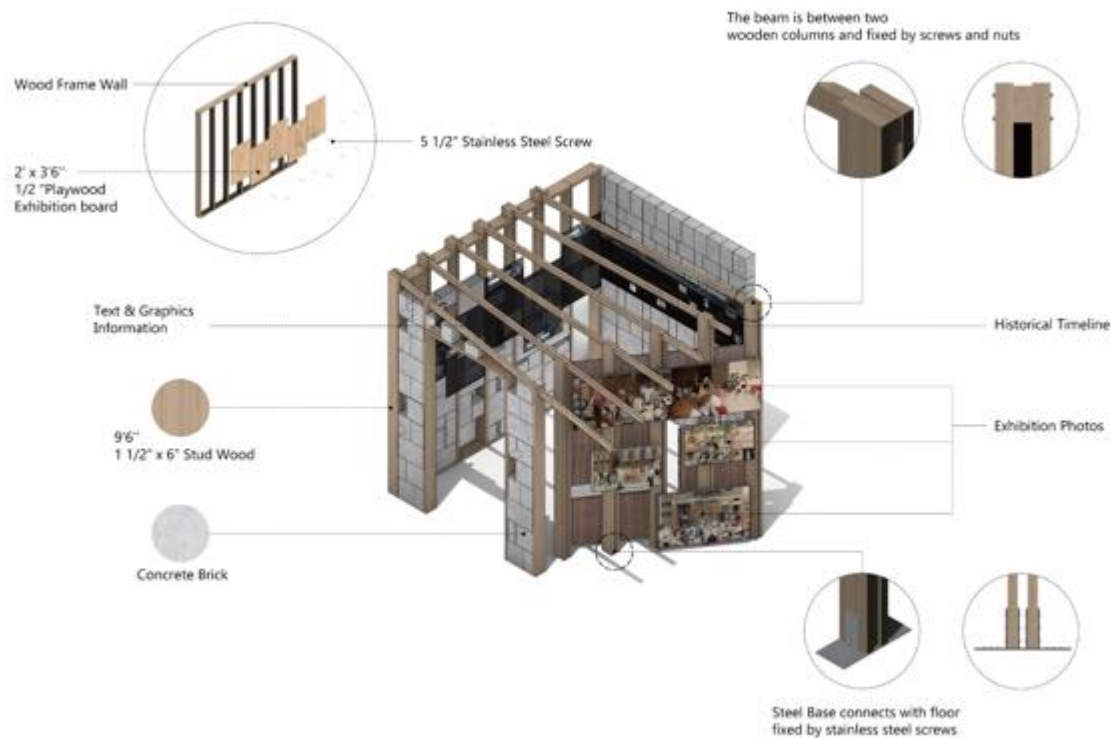 The beam is between two
wooden columns and fixed by screws and nuts
Wood Frame Wall
5 1/2" Stainless Steel Screw
2' x 3'6"
1/2 "Playwood
Exhibition board
Text & Graphics
Information
Historical Timeline
9'6"
1 1/2" x 6" Stud Wood
Exhibition Photos
Concrete Brick
Steel Base connects with floor
fixed by stainless steel screws